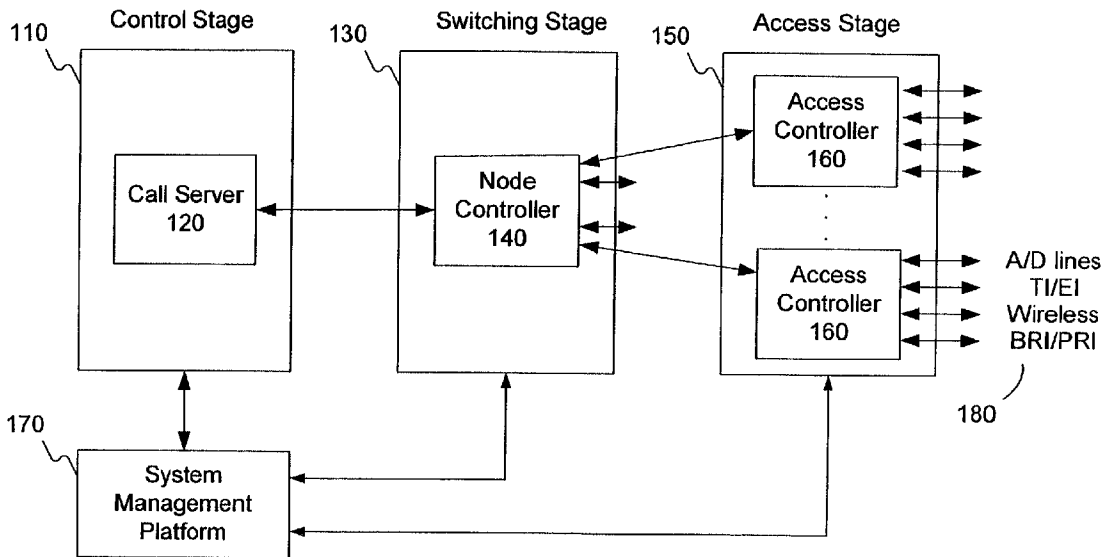 Control Stage
Switching Stage
Access Stage
110
130
150
Access
Controller
160
Call Server
120
Node
Controller
140
Access
Controller
160
A/D lines
TI/EI
Wireless
BRI/PRI
180
170
System
Management
Platform